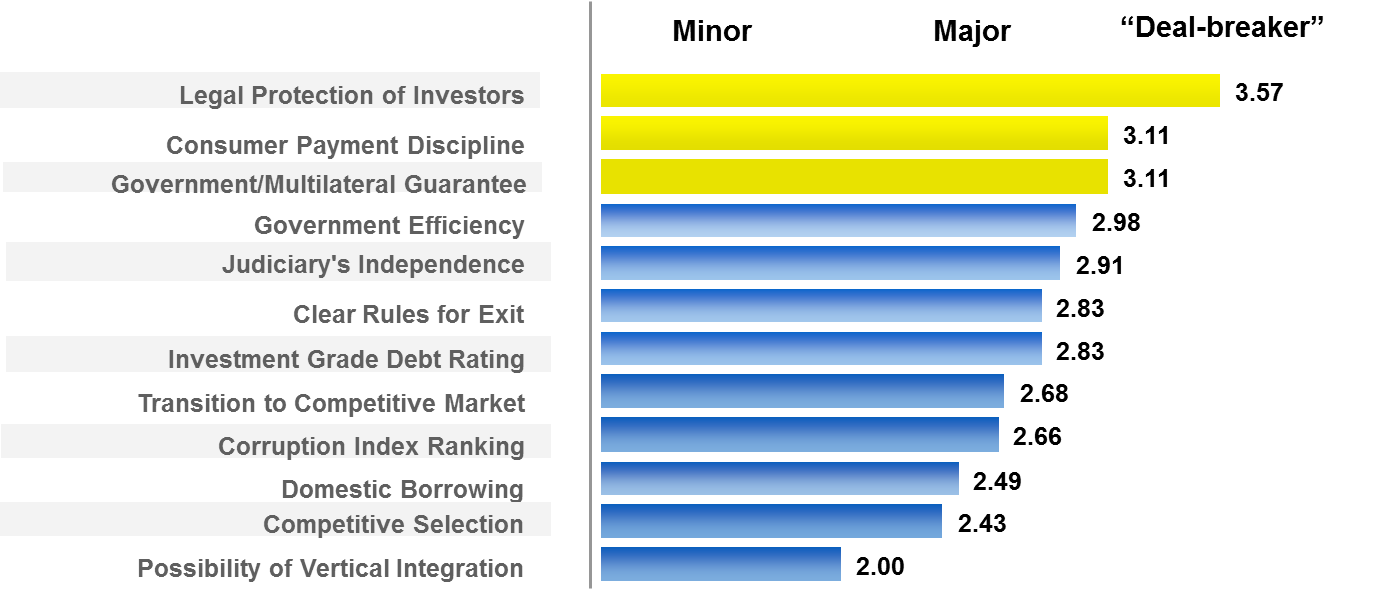 Minor Major “Deal-breaker”
Legal Protection of Investors 3.57
Consumer Payment Discipline 3.11
Government/Multilateral Guarantee 3.11
Government Efficiency 2.98
Judiciary's Independence 2.91
Clear Rules for Exit 2.83
Investment Grade Debt Rating 2.83
Transition to Competitive Market 2.68
Corruption Index Ranking 2.66
Domestic Borrowing 2.49
Competitive Selection 2.43
Possibility of Vertical Integration 2.00